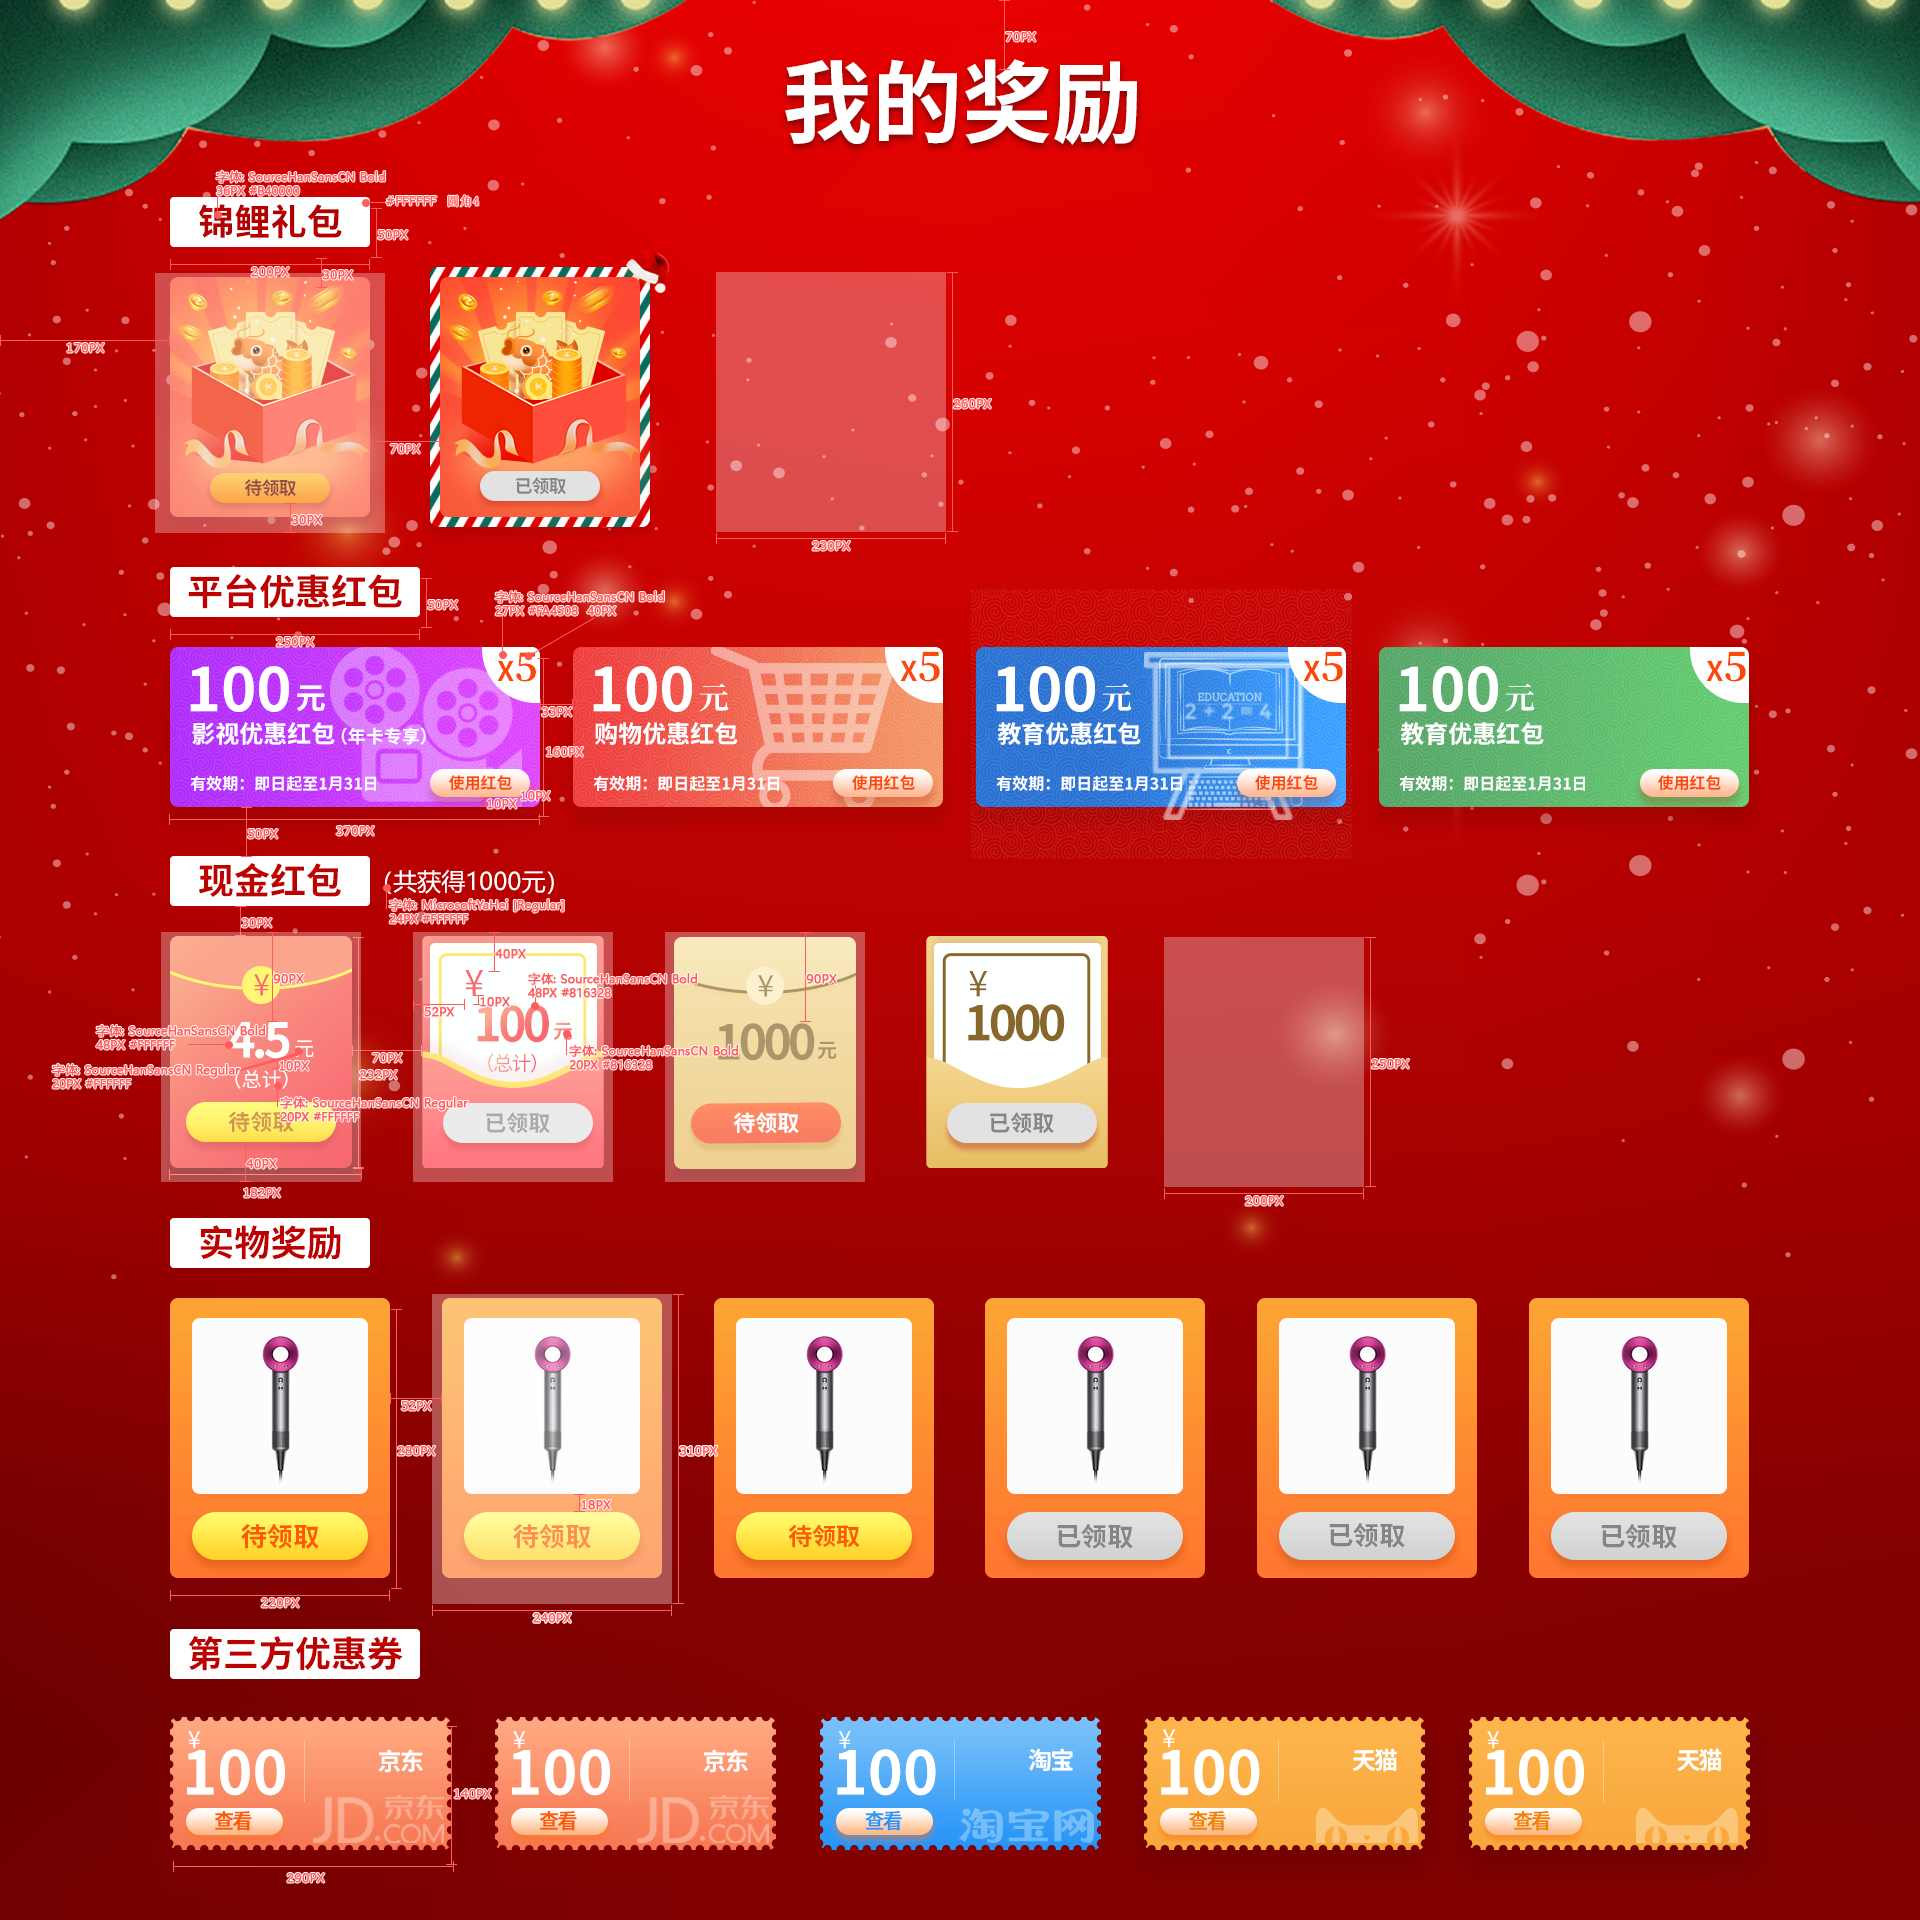 70PX
我的奖励
字体: SourceHanSansCN Bold
36PX #B40000
#FFFFFF 圆角4
锦鲤礼包
50PX
200PX
30PX
170PX
70PX
260PX
待领取
已领取
30PX
230PX
平台优惠红包
50PX
字体: SourceHanSansCN Bold
27PX #FA4508 40PX
250PX
100元
X5
影视优惠红包(年卡专享)
有效期：即日起至1月31日
使用红包
33PX
160PX
10PX
10PX
100元
X5
购物优惠红包
有效期：即日起至1月31日
使用红包
100元
X5
EDUCATION
2 + 2 = 4
教育优惠红包
有效期：即日起至1月31日
使用红包
100元
X5
教育优惠红包
有效期：即日起至1月31日
使用红包
50PX
370PX
现金红包
(共获得1000元)
字体: MicrosoftYaHei [Regular]
24PX #FFFFFF
30PX
¥
90PX
字体: SourceHanSansCN Bold
48PX #FFFFFF
4.5元
10PX
字体: SourceHanSansCN Regular
20PX #FFFFFF
(总计)
字体: SourceHanSansCN Regular
20PX #FFFFFF
待领取
40PX
182PX
70PX
232PX
40PX
¥
字体: SourceHanSansCN Bold
48PX #816328
10PX
52PX
100元
字体: SourceHanSansCN Bold
20PX #816328
(总计)
已领取
¥
90PX
1000元
待领取
¥
1000
已领取
250PX
200PX
实物奖励
52PX
280PX
310PX
18PX
待领取
待领取
待领取
已领取
已领取
已领取
220PX
240PX
第三方优惠券
¥
100
京东
查看
JD京东
.COM
140PX
290PX
¥
100
京东
查看
JD京东
.COM
¥
100
淘宝
查看
淘宝网
¥
100
天猫
查看
¥
100
天猫
查看